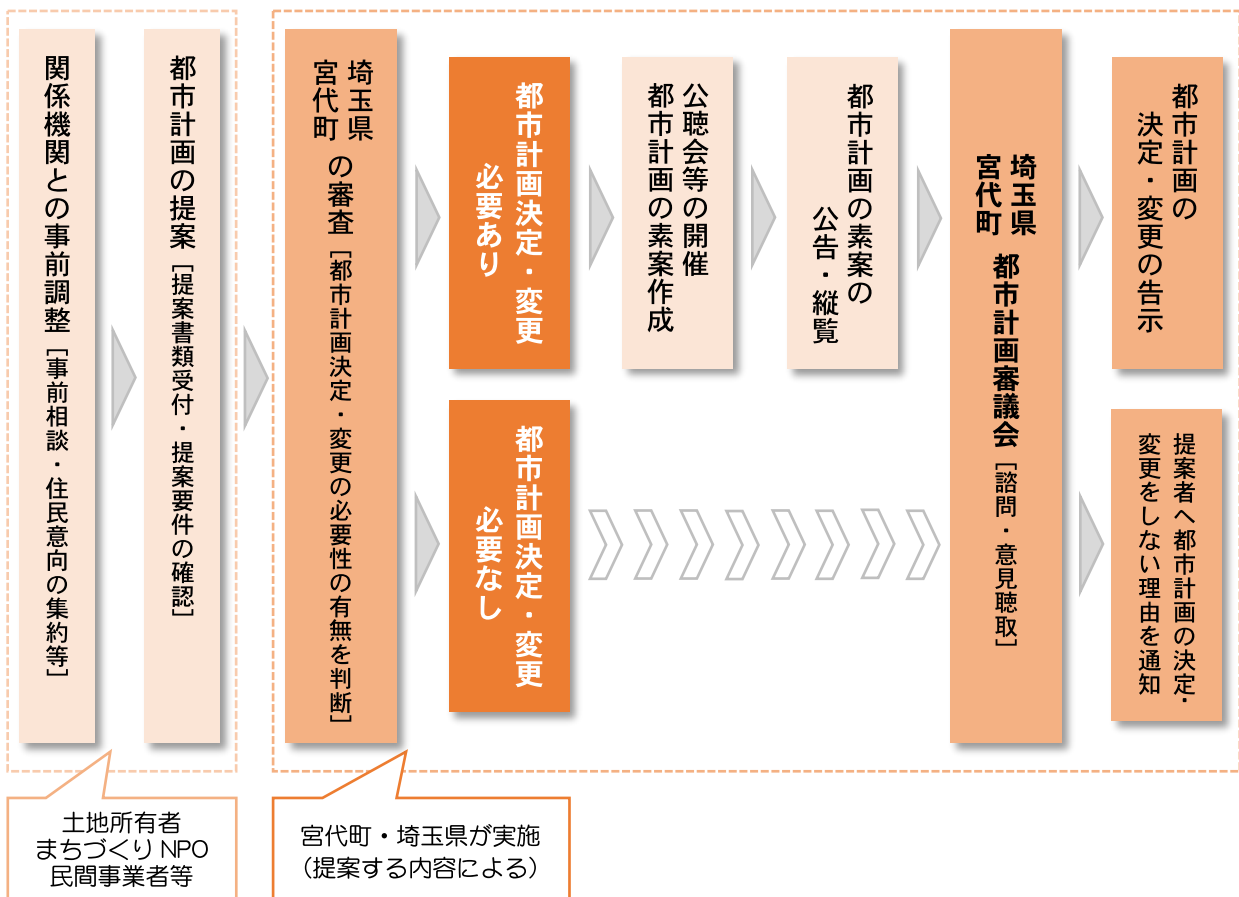 関係機関との事前調整［事前相談・住民意向の集約等］
都市計画の提案［提案書類受付・提案要件の確認］
埼玉県
宮代町
の審査［都市計画決定・変更の必要性の有無を判断］
都市計画決定・変更
必要あり
公聴会等の開催
都市計画の素案作成
都市計画の素案の
公告・縦覧
都市計画決定・変更
必要なし
埼玉県
宮代町
都市計画審議会［諮問・意見聴取］
都市計画の
決定・変更の告示
提案者へ都市計画の決定・
変更をしない理由を通知
土地所有者
まちづくりNPO
民間事業者等
宮代町・埼玉県が実施
（提案する内容による）